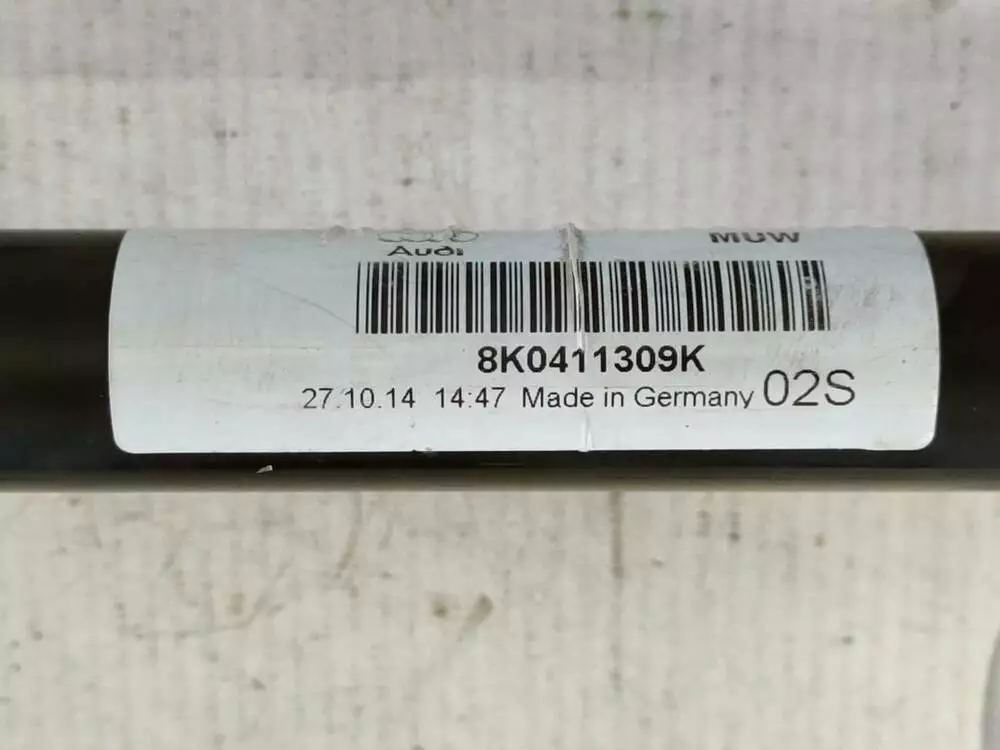 Audi MUW
8K0411309K
27.10.14 14:47 Made in Germany 02S